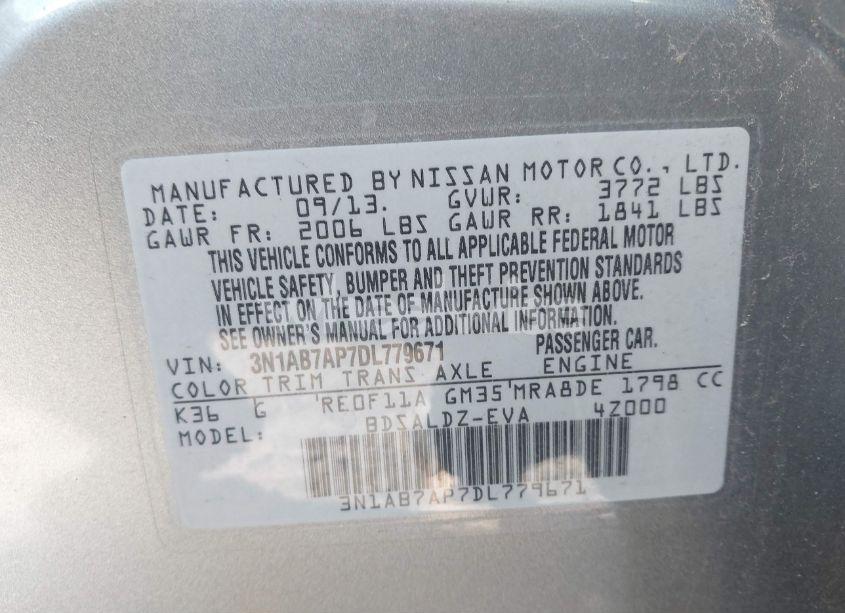 MANUFACTURED BY NISSAN MOTOR CO., LTD.
DATE: 09/13. GVWR: 3772 LBS
GAWR FR: 2006 LBS GAWR RR: 1841 LBS
THIS VEHICLE CONFORMS TO ALL APPLICABLE FEDERAL MOTOR
VEHICLE SAFETY, BUMPER AND THEFT PREVENTION STANDARDS
IN EFFECT ON THE DATE OF MANUFACTURE SHOWN ABOVE.
SEE OWNER'S MANUAL FOR ADDITIONAL INFORMATION.
VIN: 3N1AB7AP7DL779671 PASSENGER CAR.
COLOR TRIM TRANS AXLE ENGINE
K36 G RE0F11A GM35 MRA8DE 1798 CC
MODEL: BDSALDZ-EVA 4Z000
3N1AB7AP7DL779671